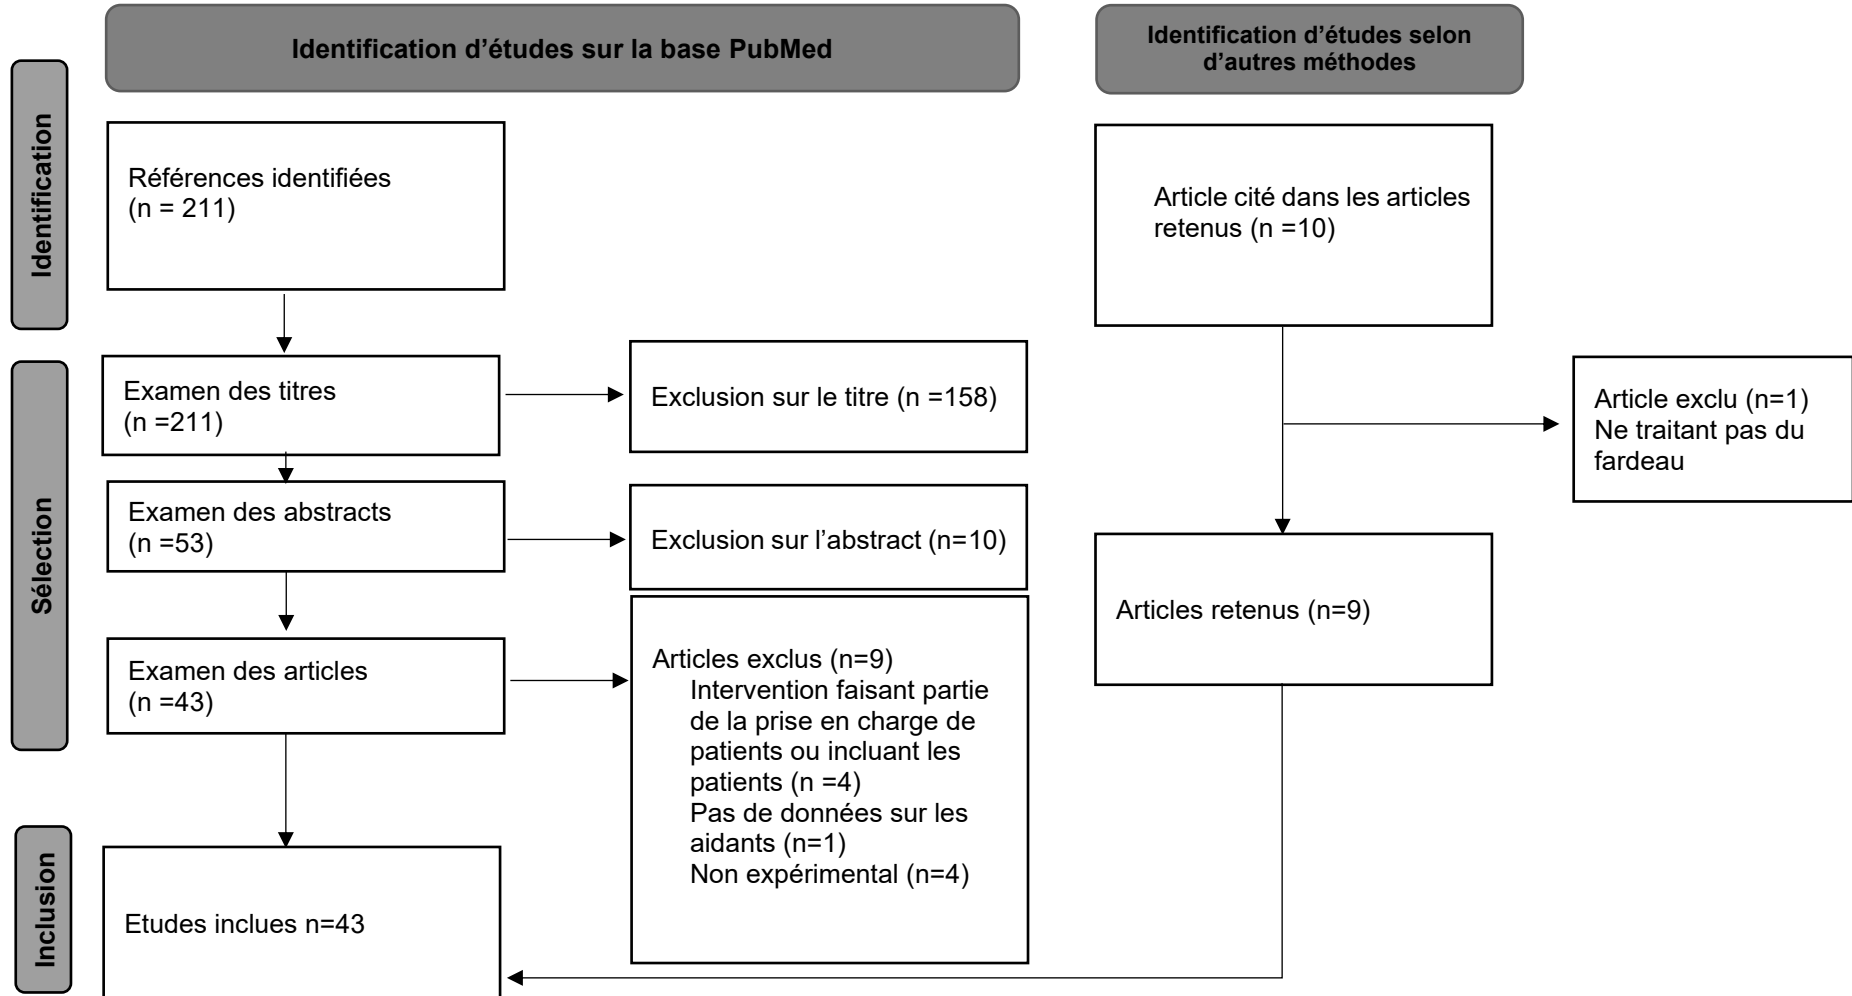 Identification d’études sur la base PubMed
Identification d’études selon
d’autres méthodes
Identification
Références identifiées
(n = 211)
Article cité dans les articles
retenus (n =10)
Sélection
Examen des titres
(n =211)
Exclusion sur le titre (n =158)
Article exclu (n=1)
Ne traitant pas du
fardeau
Examen des abstracts
(n =53)
Exclusion sur l’abstract (n=10)
Examen des articles
(n =43)
Articles exclus (n=9)
Intervention faisant partie
de la prise en charge de
patients ou incluant les
patients (n =4)
Pas de données sur les
aidants (n=1)
Non expérimental (n=4)
Articles retenus (n=9)
Inclusion
Etudes inclues n=43